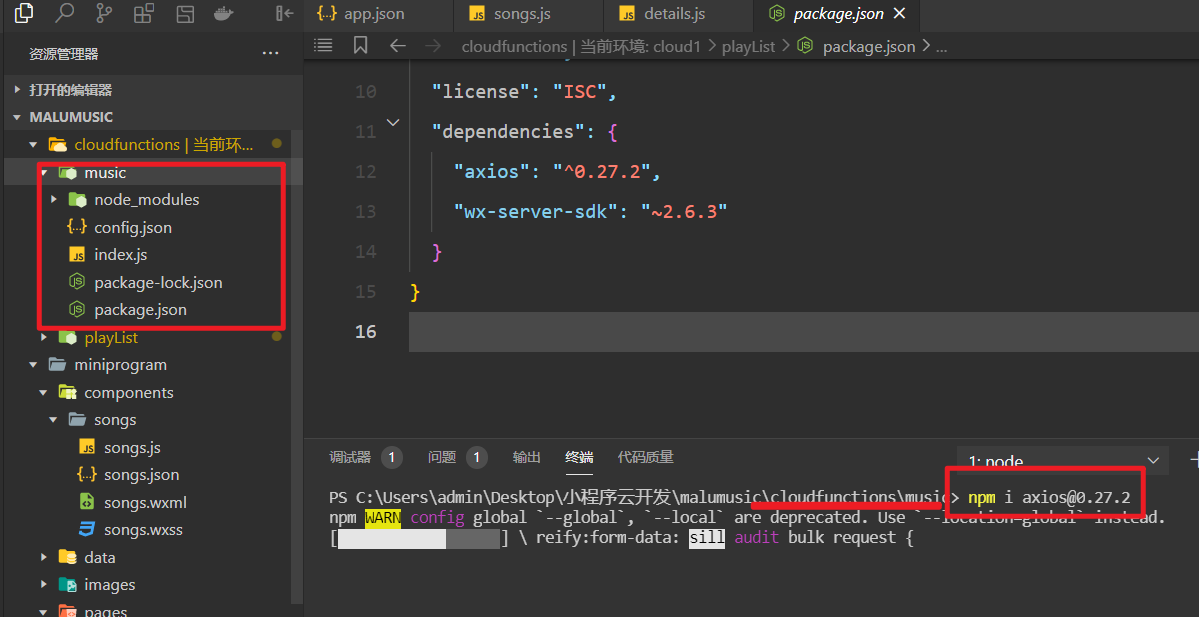 app.json
songs.js
details.js
package.json
资源管理器
cloudfunctions | 当前环境: cloud1 > playList > package.json > ...
打开的编辑器
MALUMUSIC
cloudfunctions | 当前环...
music
node_modules
config.json
index.js
package-lock.json
package.json
playList
miniprogram
components
songs
songs.js
songs.json
songs.wxml
songs.wxss
data
images
pages
10 "license": "ISC",
11 "dependencies": {
12 "axios": "^0.27.2",
13 "wx-server-sdk": "~2.6.3"
14 }
15 }
16
调试器 1 问题 1 输出 终端 代码质量
1: node
PS C:\Users\admin\Desktop\小程序云开发\malumusic\cloudfunctions\music> npm i axios@0.27.2
npm WARN config global `--global`, `--local` are deprecated. Use `--location=global` instead.
[ ] \ reify:form-data: sill audit bulk request {